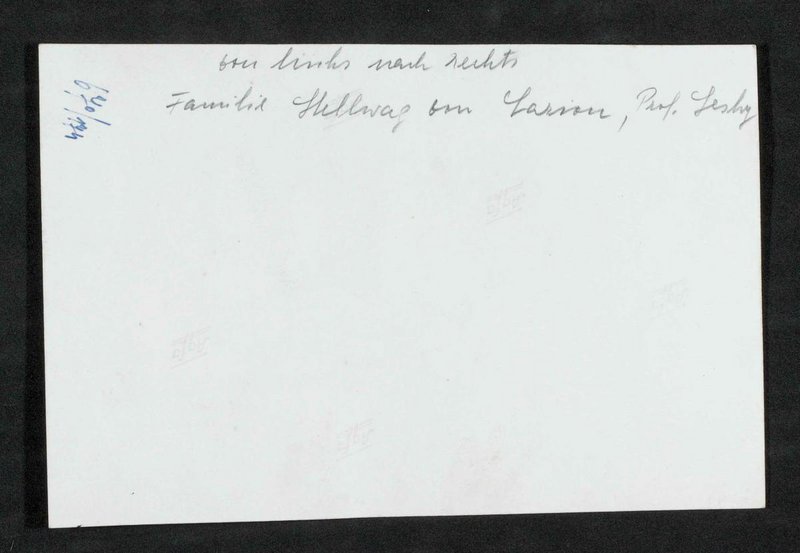 von links nach rechts
Familie Stellwag von Carion, Prof. Lesky